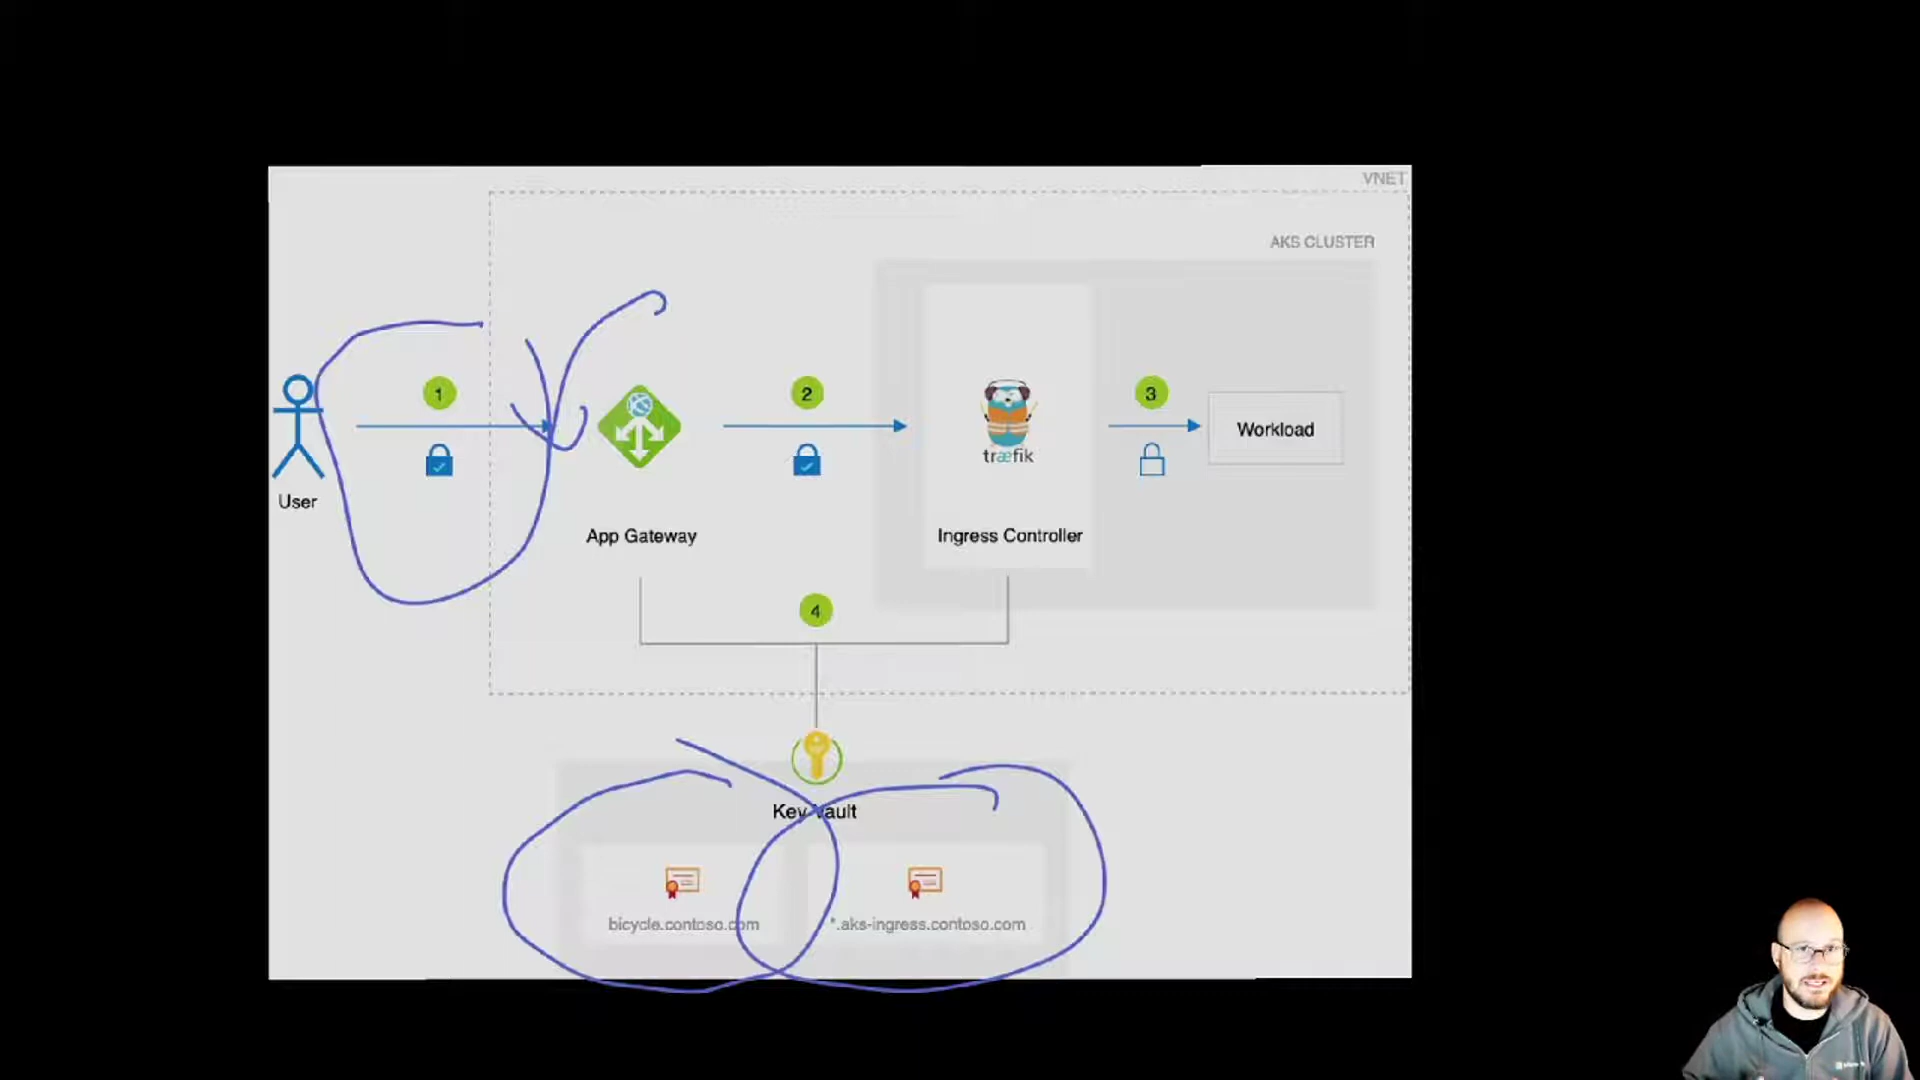 VNET
AKS CLUSTER
1
2
3
træfik
Workload
User
App Gateway
Ingress Controller
4
Key Vault
bicycle.contoso.com
*.aks-ingress.contoso.com